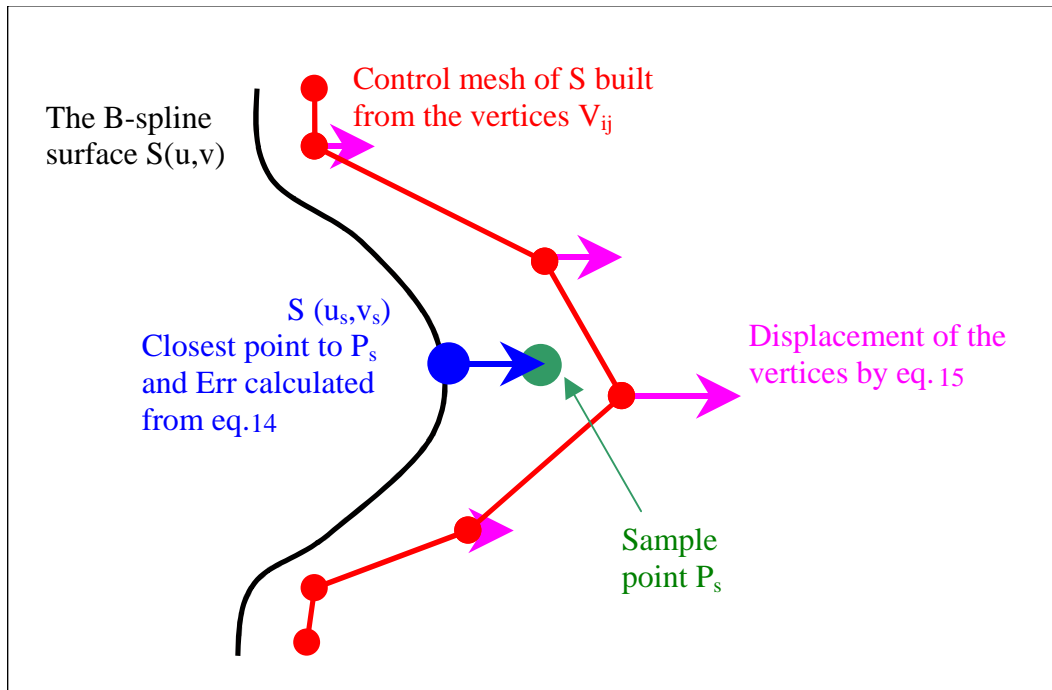 Control mesh of S built
from the vertices V_ij
The B-spline
surface S(u,v)
S (u_s,v_s)
Closest point to P_s
and Err calculated
from eq.14
Displacement of the
vertices by eq.15
Sample
point P_s